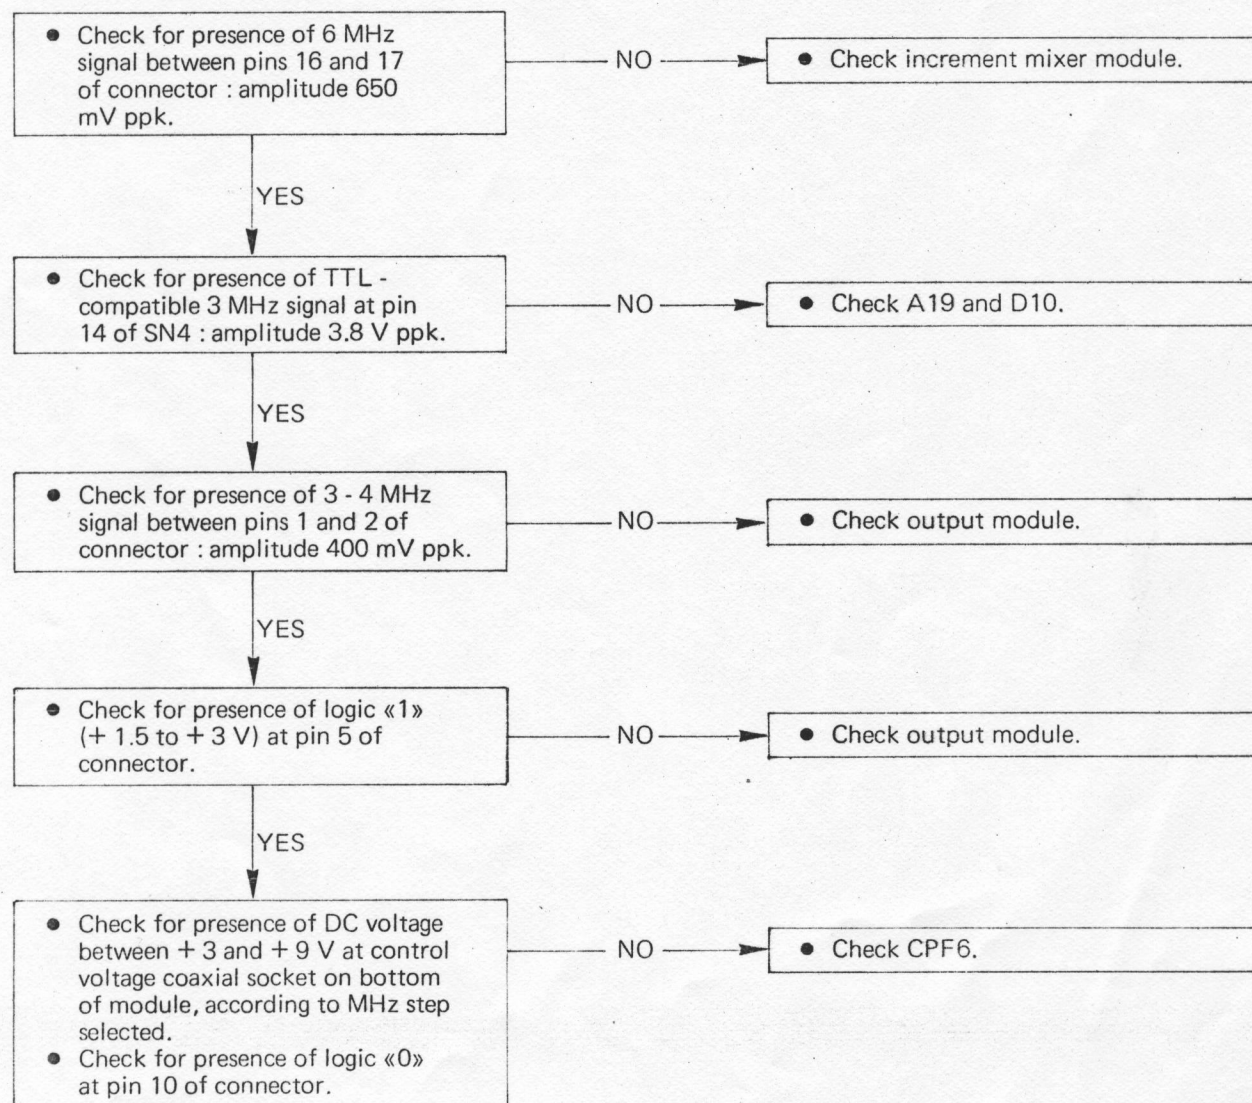 ● Check for presence of 6 MHz
signal between pins 16 and 17
of connector : amplitude 650
mV ppk.
NO
● Check increment mixer module.
YES
● Check for presence of TTL -
compatible 3 MHz signal at pin
14 of SN4 : amplitude 3.8 V ppk.
NO
● Check A19 and D10.
YES
● Check for presence of 3 - 4 MHz
signal between pins 1 and 2 of
connector : amplitude 400 mV ppk.
NO
● Check output module.
YES
● Check for presence of logic «1»
(+ 1.5 to + 3 V) at pin 5 of
connector.
NO
● Check output module.
YES
● Check for presence of DC voltage
between + 3 and + 9 V at control
voltage coaxial socket on bottom
of module, according to MHz step
selected.
● Check for presence of logic «0»
at pin 10 of connector.
NO
● Check CPF6.